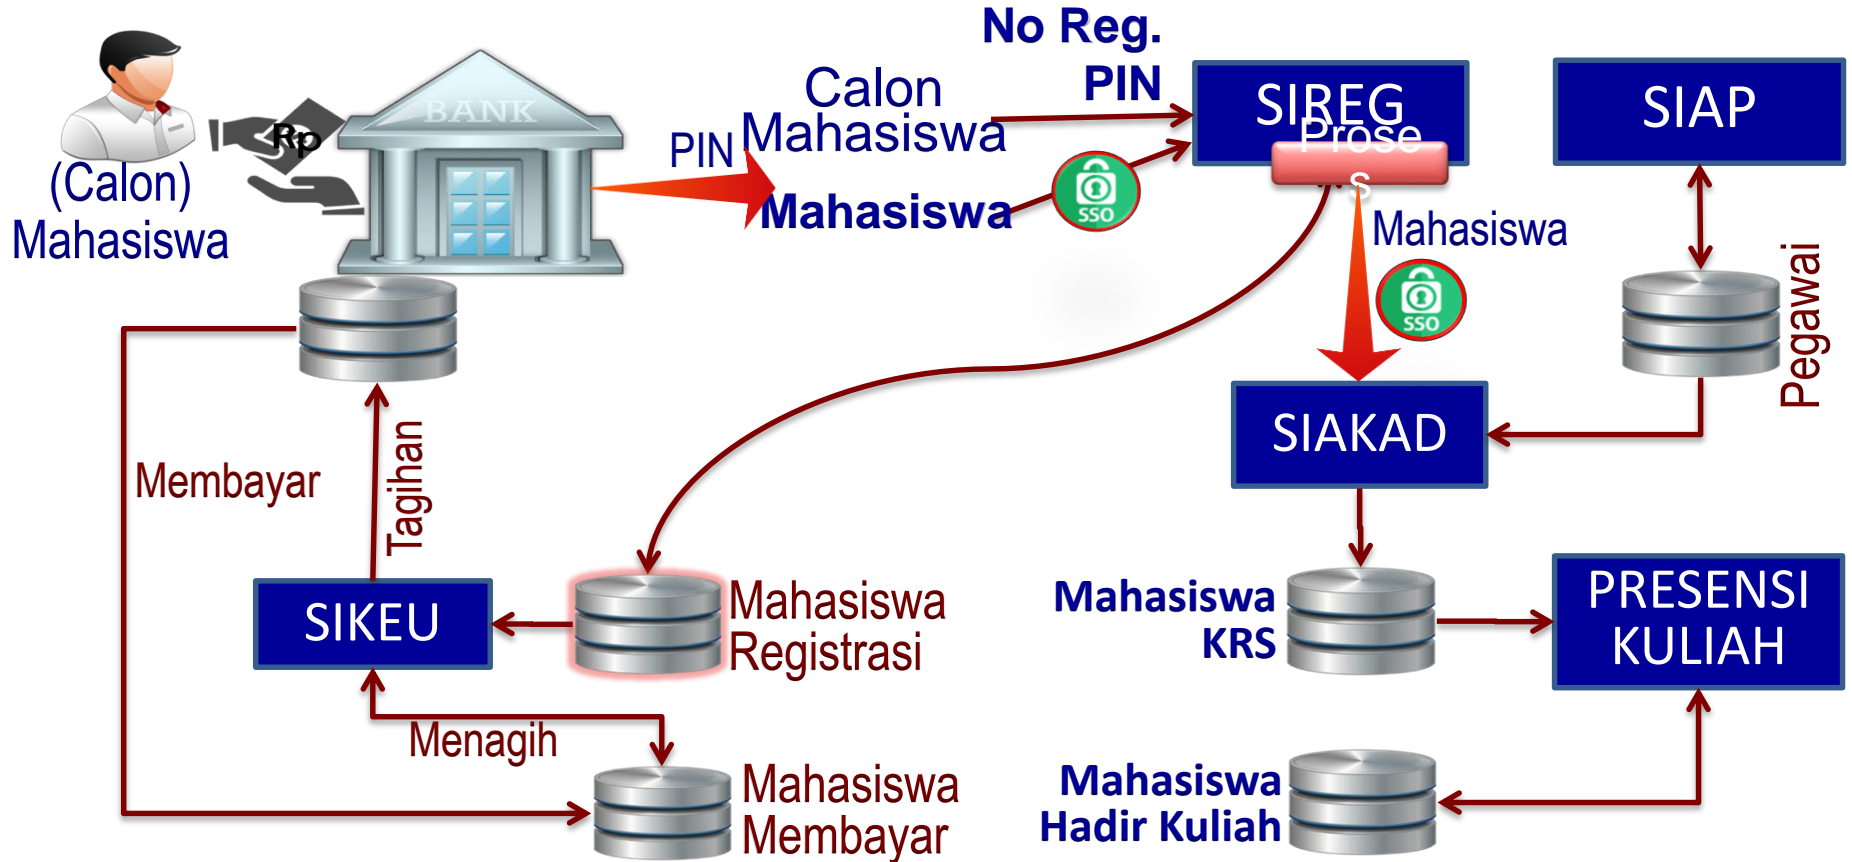 No Reg.
PIN
Calon
Mahasiswa
Mahasiswa
PIN
BANK
Rp
(Calon)
Mahasiswa
SSO
SIREG
Prose
s
SIAP
Mahasiswa
SSO
Pegawai
SIAKAD
Membayar
Tagihan
SIKEU
Mahasiswa
Registrasi
Mahasiswa
KRS
PRESENSI
KULIAH
Menagih
Mahasiswa
Membayar
Mahasiswa
Hadir Kuliah